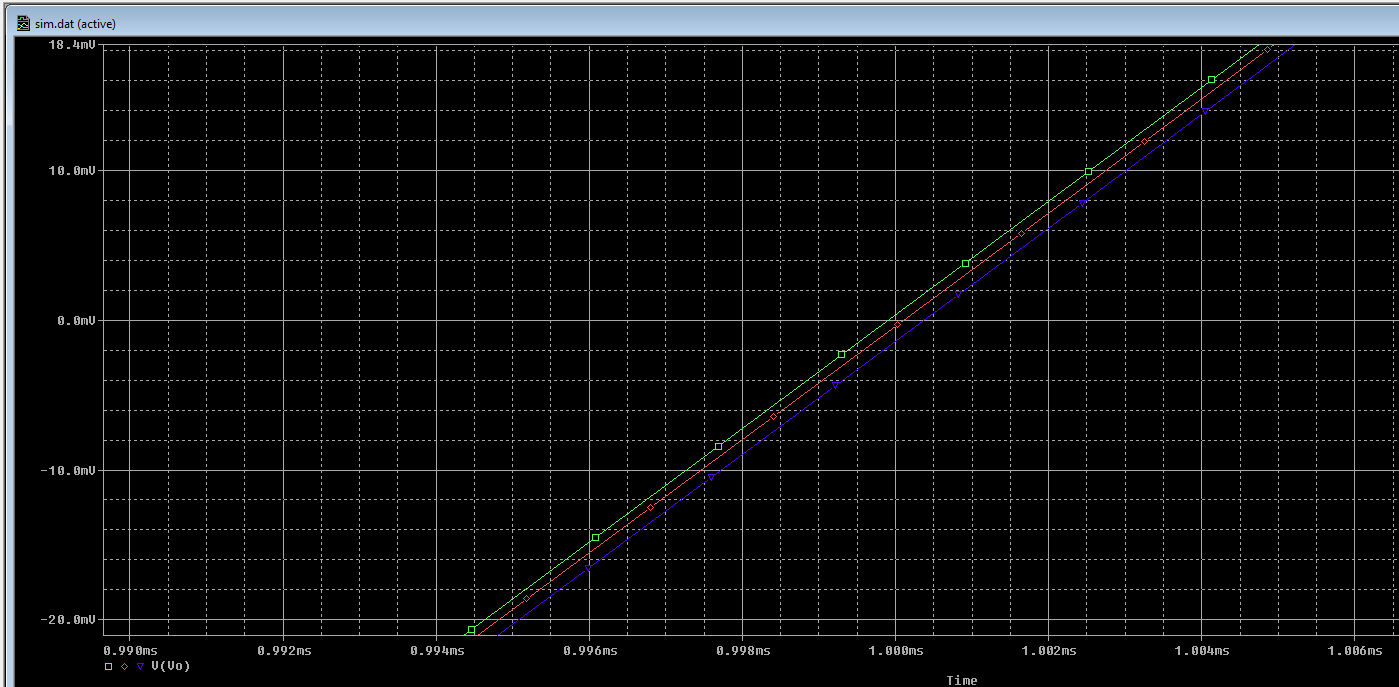 sim.dat (active)
18.4mV
10.0mV
0.0mV
-10.0mV
-20.0mV
0.990ms 0.992ms 0.994ms 0.996ms 0.998ms 1.000ms 1.002ms 1.004ms 1.006ms
V(Vo)
Time